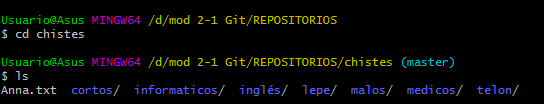 Usuario@Asus MINGW64 /d/mod 2-1 Git/REPOSITORIOS
$ cd chistes
Usuario@Asus MINGW64 /d/mod 2-1 Git/REPOSITORIOS/chistes (master)
$ ls
Anna.txt cortos/ informaticos/ inglés/ lepe/ malos/ medicos/ telon/